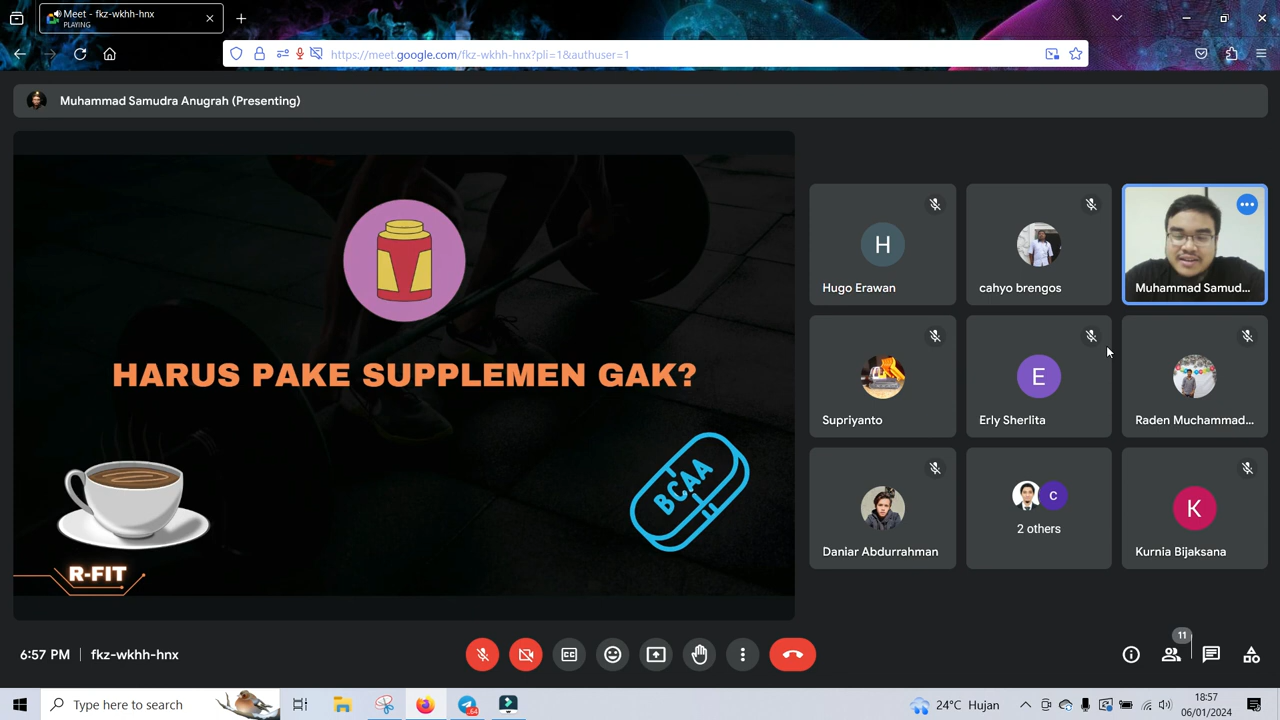 Meet - fkz-wkhh-hnx
PLAYING
https://meet.google.com/fkz-wkhh-hnx?pli=1&authuser=1
Muhammad Samudra Anugrah (Presenting)
HARUS PAKE SUPPLEMEN GAK?
BCAA
R-FIT
H
Hugo Erawan
cahyo brengos
Muhammad Samud...
Supriyanto
E
Erly Sherlita
Raden Muchammad...
Daniar Abdurrahman
c
2 others
K
Kurnia Bijaksana
6:57 PM | fkz-wkhh-hnx
11
Type here to search
54
24°C Hujan
18:57
06/01/2024